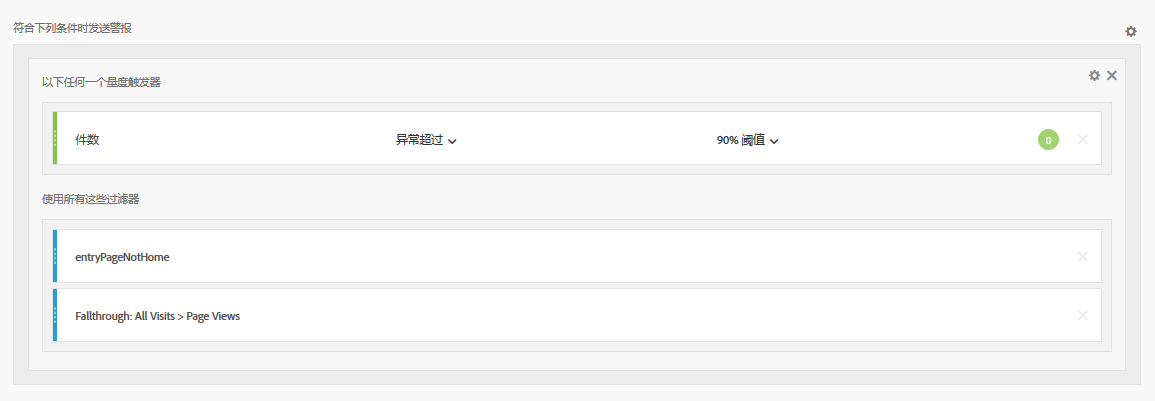 符合下列条件时发送警报
以下任何一个量度触发器
件数 异常超过 90% 阈值 0
使用所有这些过滤器
entryPageNotHome
Fallthrough: All Visits > Page Views